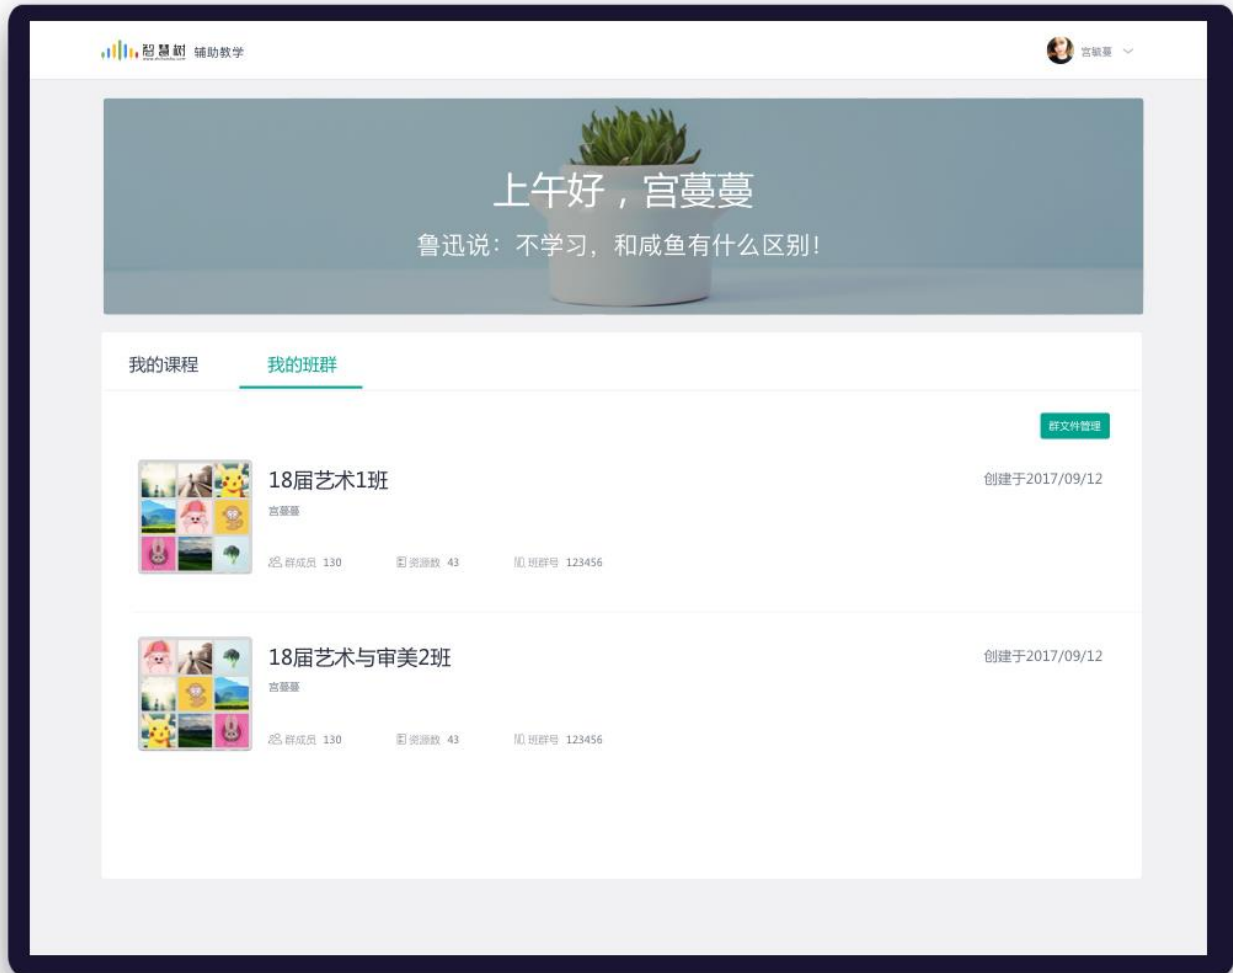 智慧树 辅助教学
www.zhihuishu.com
宫毓蔓
上午好，宫蔓蔓
鲁迅说：不学习，和咸鱼有什么区别！
我的课程 我的班群
群文件管理
18届艺术1班
创建于2017/09/12
宫蔓蔓
群成员 130 资源数 43 班群号 123456
18届艺术与审美2班
创建于2017/09/12
宫蔓蔓
群成员 130 资源数 43 班群号 123456